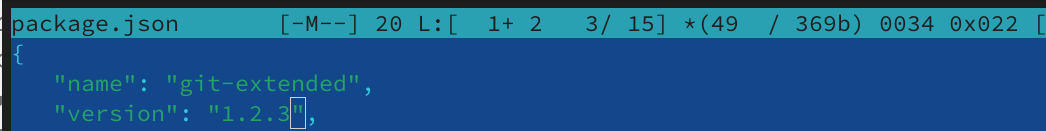 package.json [-M--] 20 L:[ 1+ 2 3/ 15] *(49 / 369b) 0034 0x022 [
{
"name": "git-extended",
"version": "1.2.3",